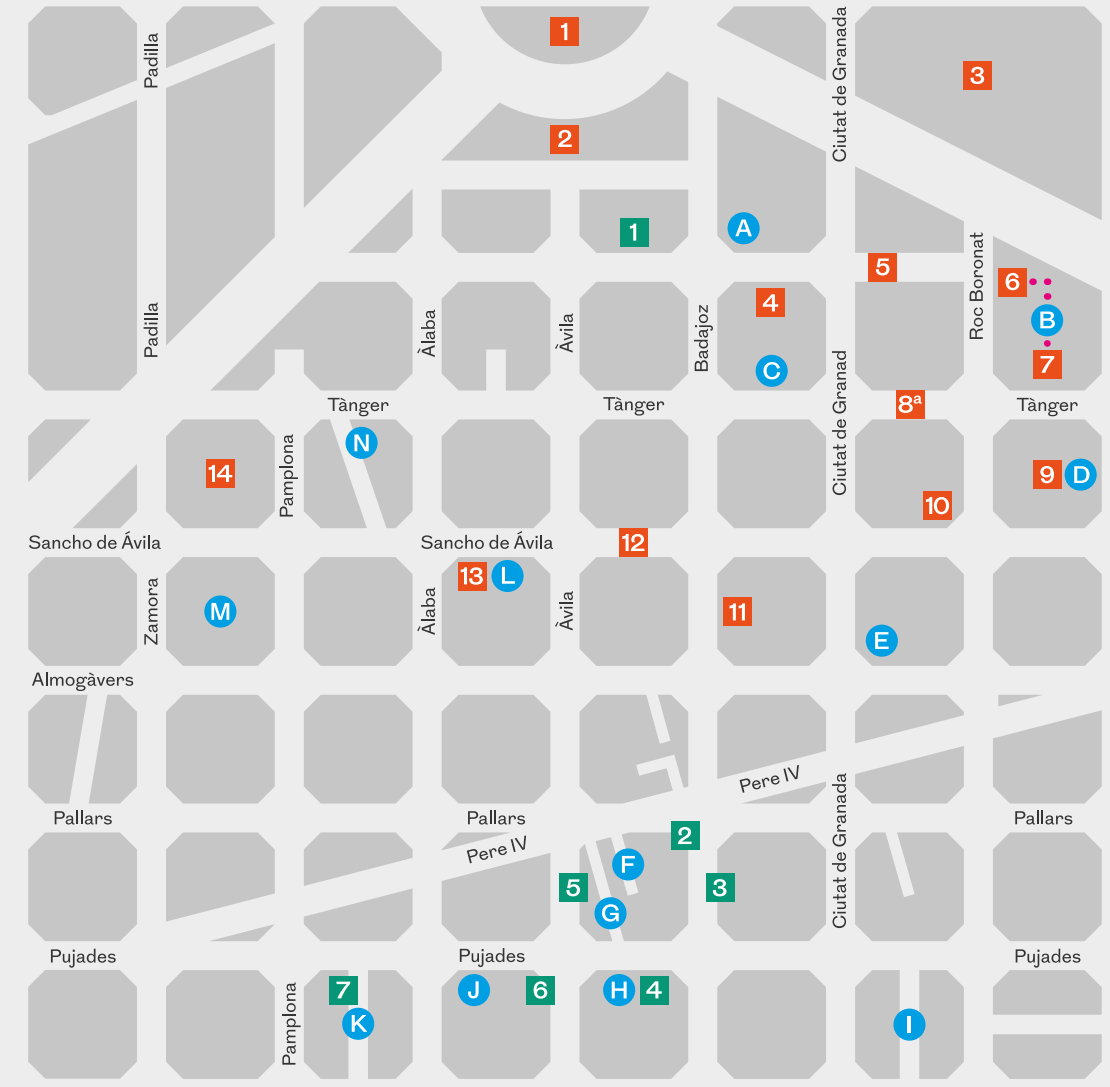 1
Padilla
Ciutat de Granada
3
2
1
A
5
Roc Boronat
6
4
B
Padilla
Àlaba
Àvila
Badajoz
7
C
Ciutat de Granad
Tànger
Tànger
8ª
Tànger
N
Pamplona
14
9
D
10
Sancho de Ávila
Sancho de Ávila
12
13
L
Zamora
M
Àlaba
Àvila
11
E
Almogàvers
Pere IV
Pallars
Pallars
Pallars
Ciutat de Granada
2
Pere IV
F
5
3
G
Pujades
Pujades
Pujades
7
J
6
H
4
Pamplona
K
I